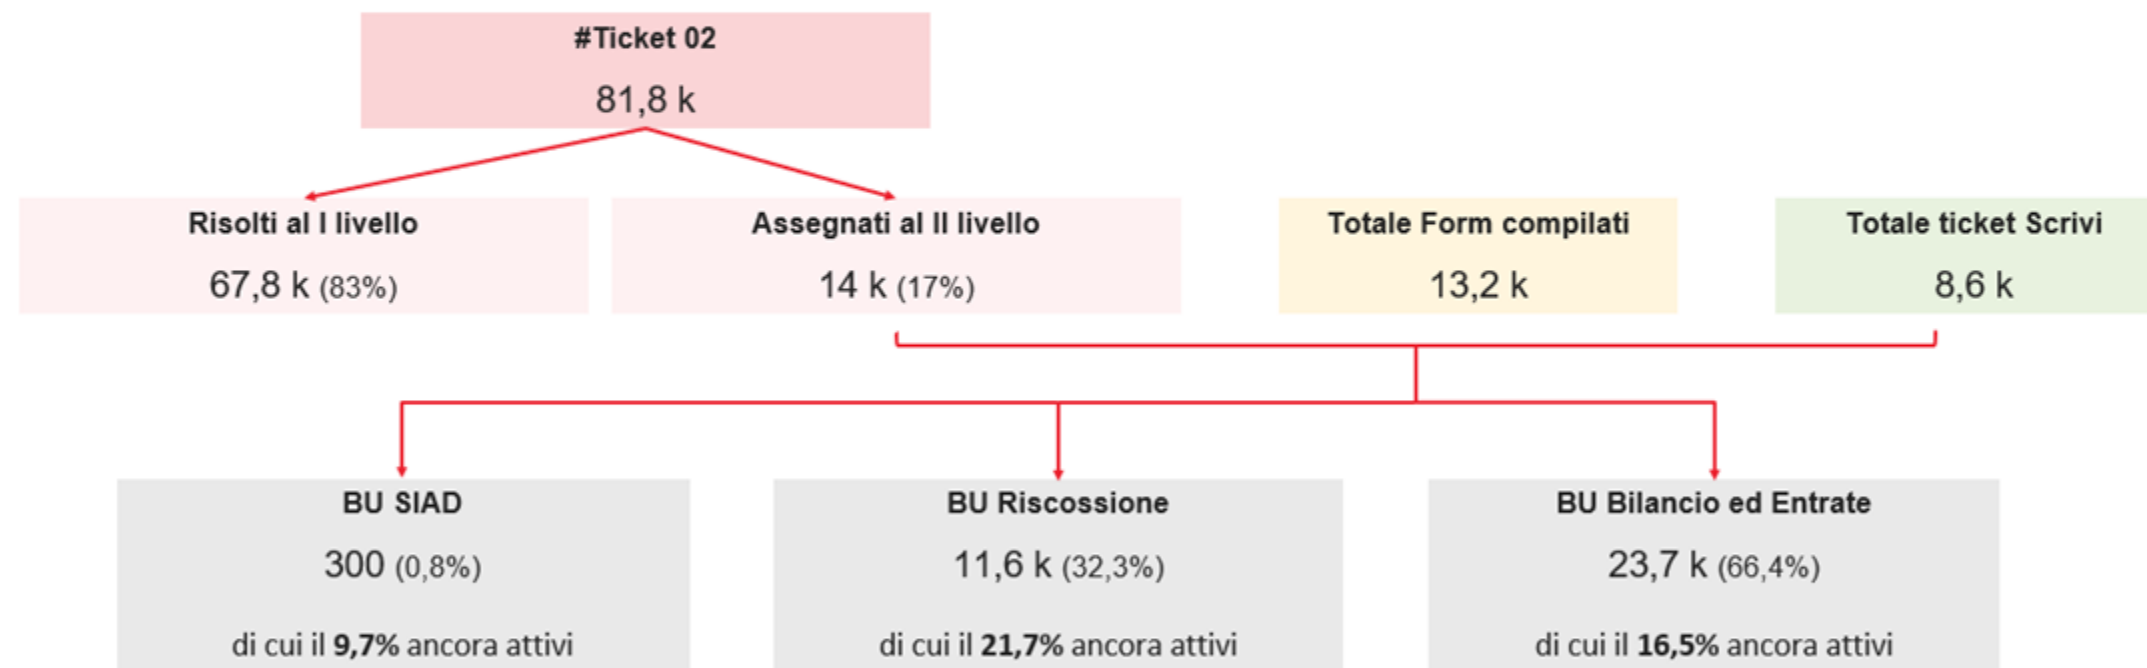 #Ticket 02
81,8 k
Risolti al I livello
67,8 k (83%)
Assegnati al II livello
14 k (17%)
Totale Form compilati
13,2 k
Totale ticket Scrivi
8,6 k
BU SIAD
300 (0,8%)
di cui il 9,7% ancora attivi
BU Riscossione
11,6 k (32,3%)
di cui il 21,7% ancora attivi
BU Bilancio ed Entrate
23,7 k (66,4%)
di cui il 16,5% ancora attivi